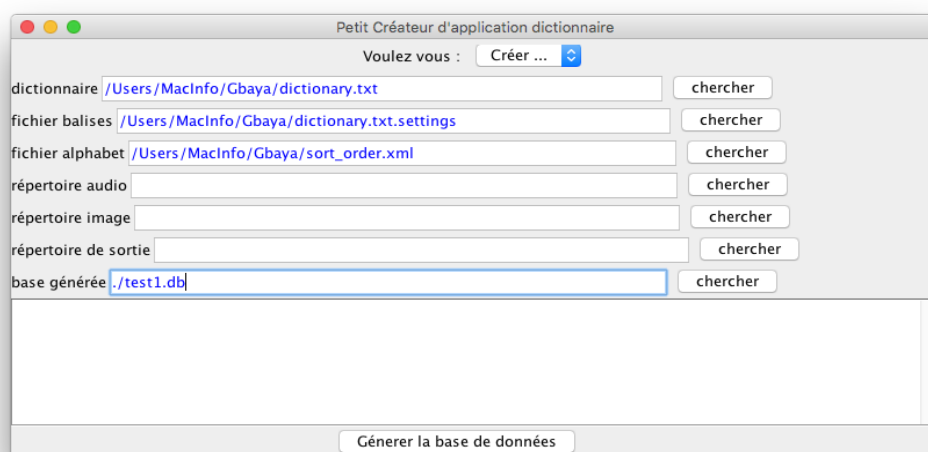 Petit Créateur d'application dictionnaire
Voulez vous : Créer ...
dictionnaire /Users/MacInfo/Gbaya/dictionary.txt chercher
fichier balises /Users/MacInfo/Gbaya/dictionary.txt.settings chercher
fichier alphabet /Users/MacInfo/Gbaya/sort_order.xml chercher
répertoire audio chercher
répertoire image chercher
répertoire de sortie chercher
base générée ./test1.db chercher
Génerer la base de données